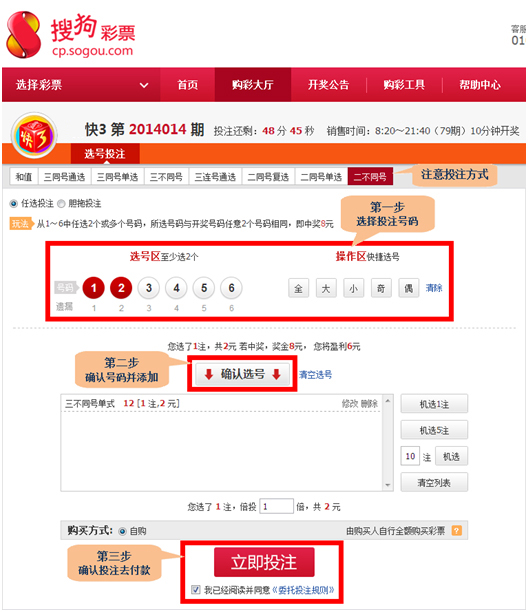 搜狗彩票
cp.sogou.com
客服
01
选择彩票 首页 购彩大厅 开奖公告 购彩工具 帮助中心
快3
快3 第 2014014 期 投注还剩：48 分 45 秒 销售时间：8:20～21:40（79期）10分钟开奖
选号投注
和值 三同号通选 三同号单选 三不同号 三连号通选 二同号复选 二同号单选 二不同号
注意投注方式
任选投注 胆拖投注
第一步
选择投注号码
玩法 从1～6中任选2个或多个号码，所选号码与开奖号码任意2个号码相同，即中奖8元
选号区至少选2个 操作区快捷选号
号码 1 2 3 4 5 6 全 大 小 奇 偶 清除
遗漏 1 1 2 1 1 2
您选了1注，共2元 若中奖，奖金8元， 您将盈利6元
第二步
确认号码并添加
确认选号 清空选号
三不同号单式 12 [1 注,2 元] 修改 删除
机选1注
机选5注
10 注 机选
清空列表
您选了 1 注，倍投 1 倍，共 2 元
购买方式： 自购 由购买人自行全额购买彩票 ?
第三步
确认投注去付款
立即投注
我已经阅读并同意《委托投注规则》